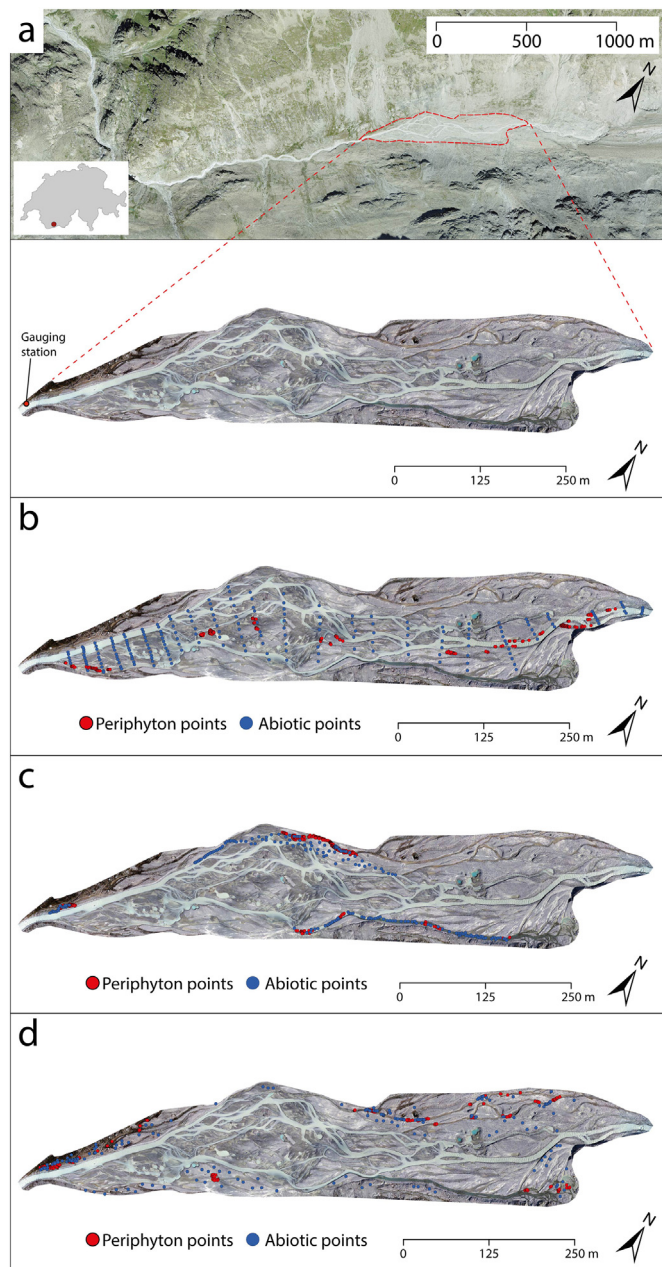 a
0 500 1000 m
N
Gauging
station
N
0 125 250 m
b
N
Periphyton points Abiotic points
0 125 250 m
c
N
Periphyton points Abiotic points
0 125 250 m
d
N
Periphyton points Abiotic points
0 125 250 m